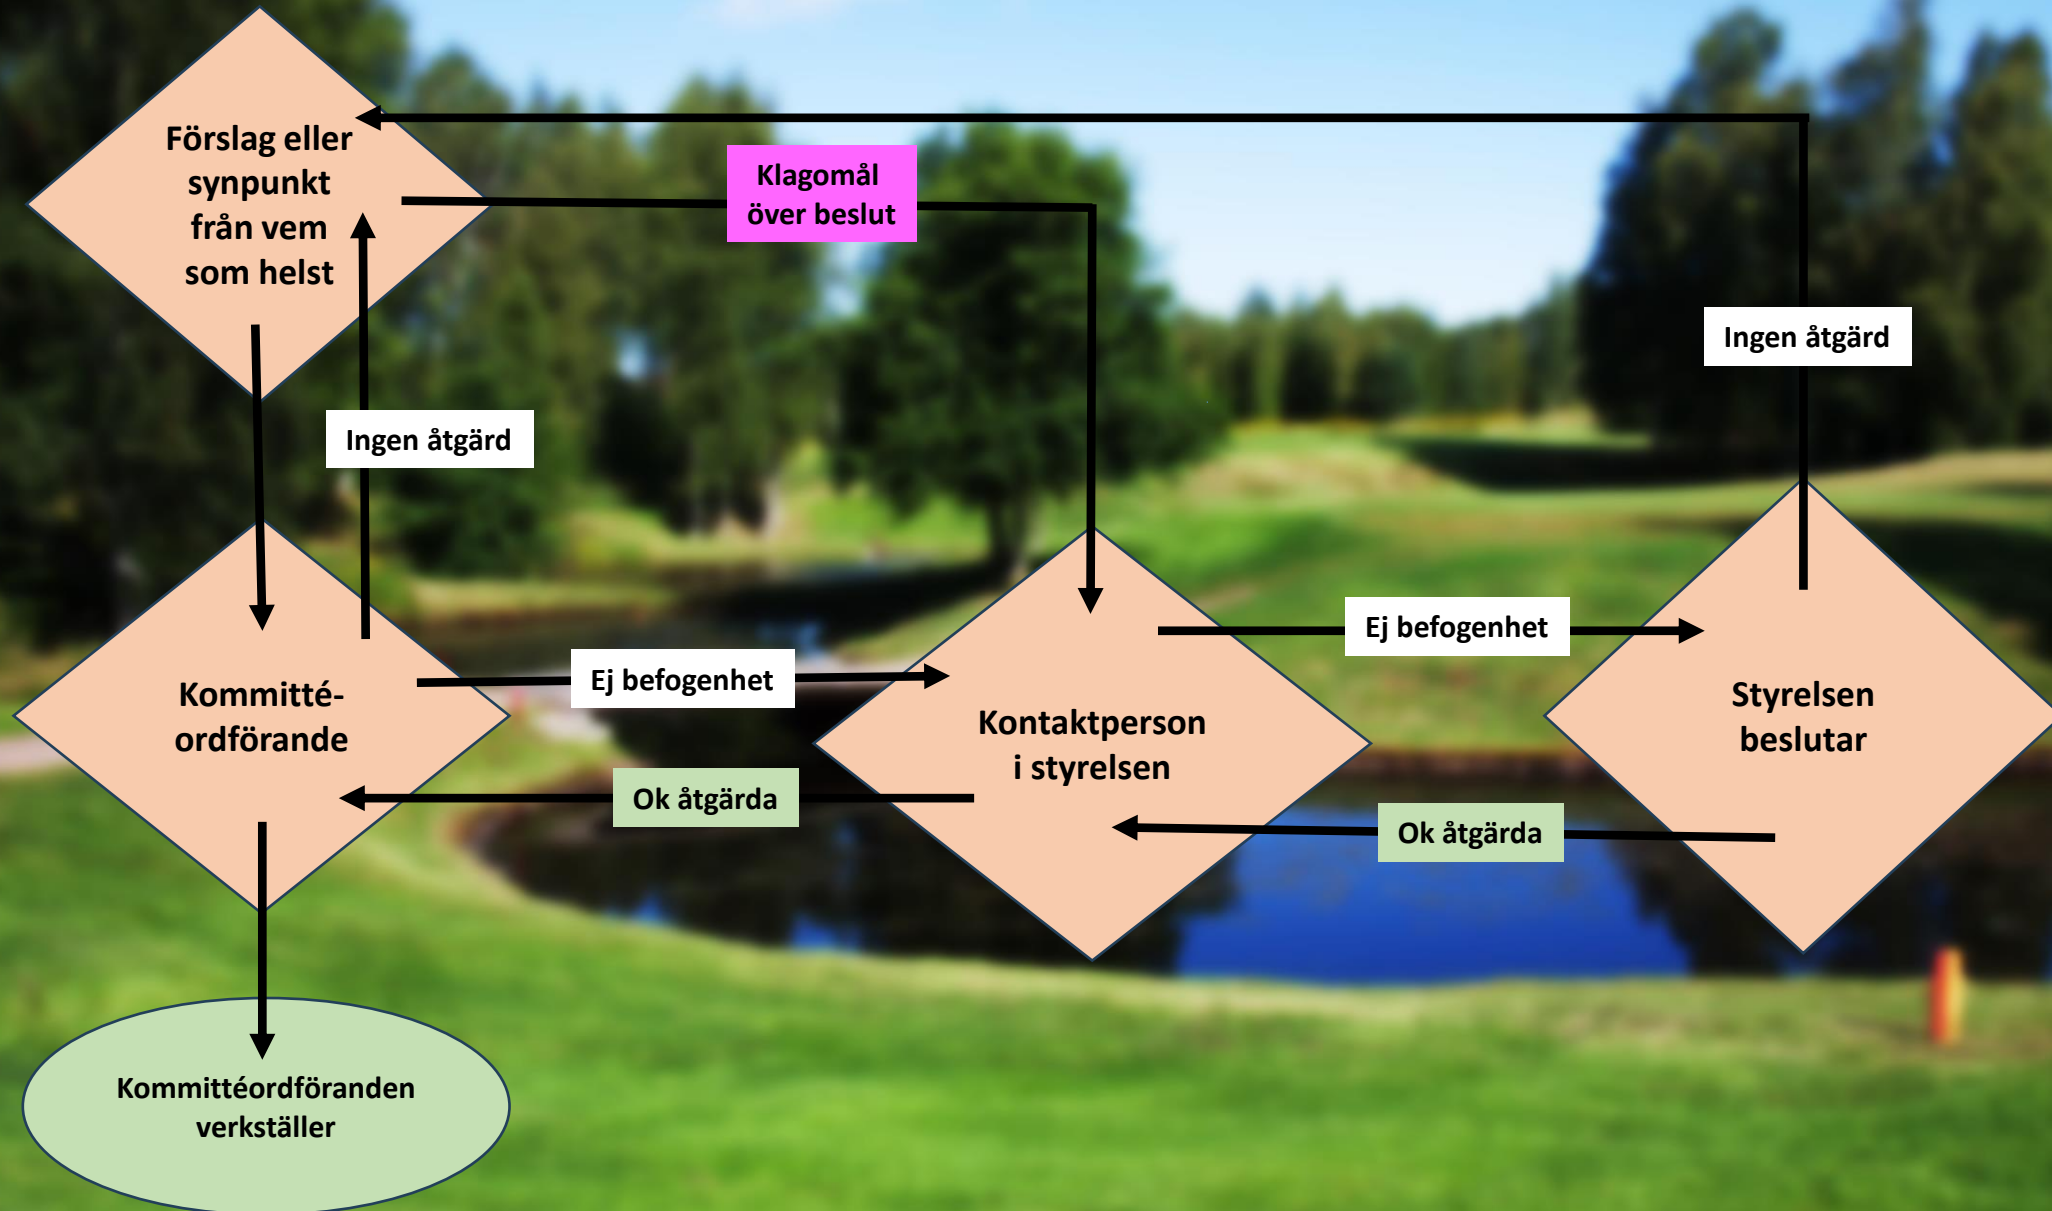 Förslag eller
synpunkt
från vem
som helst
Klagomål
över beslut
Ingen åtgärd
Ingen åtgärd
Ej befogenhet
Ej befogenhet
Kommitté-
ordförande
Kontaktperson
i styrelsen
Styrelsen
beslutar
Ok åtgärda
Ok åtgärda
Kommittéordföranden
verkställer